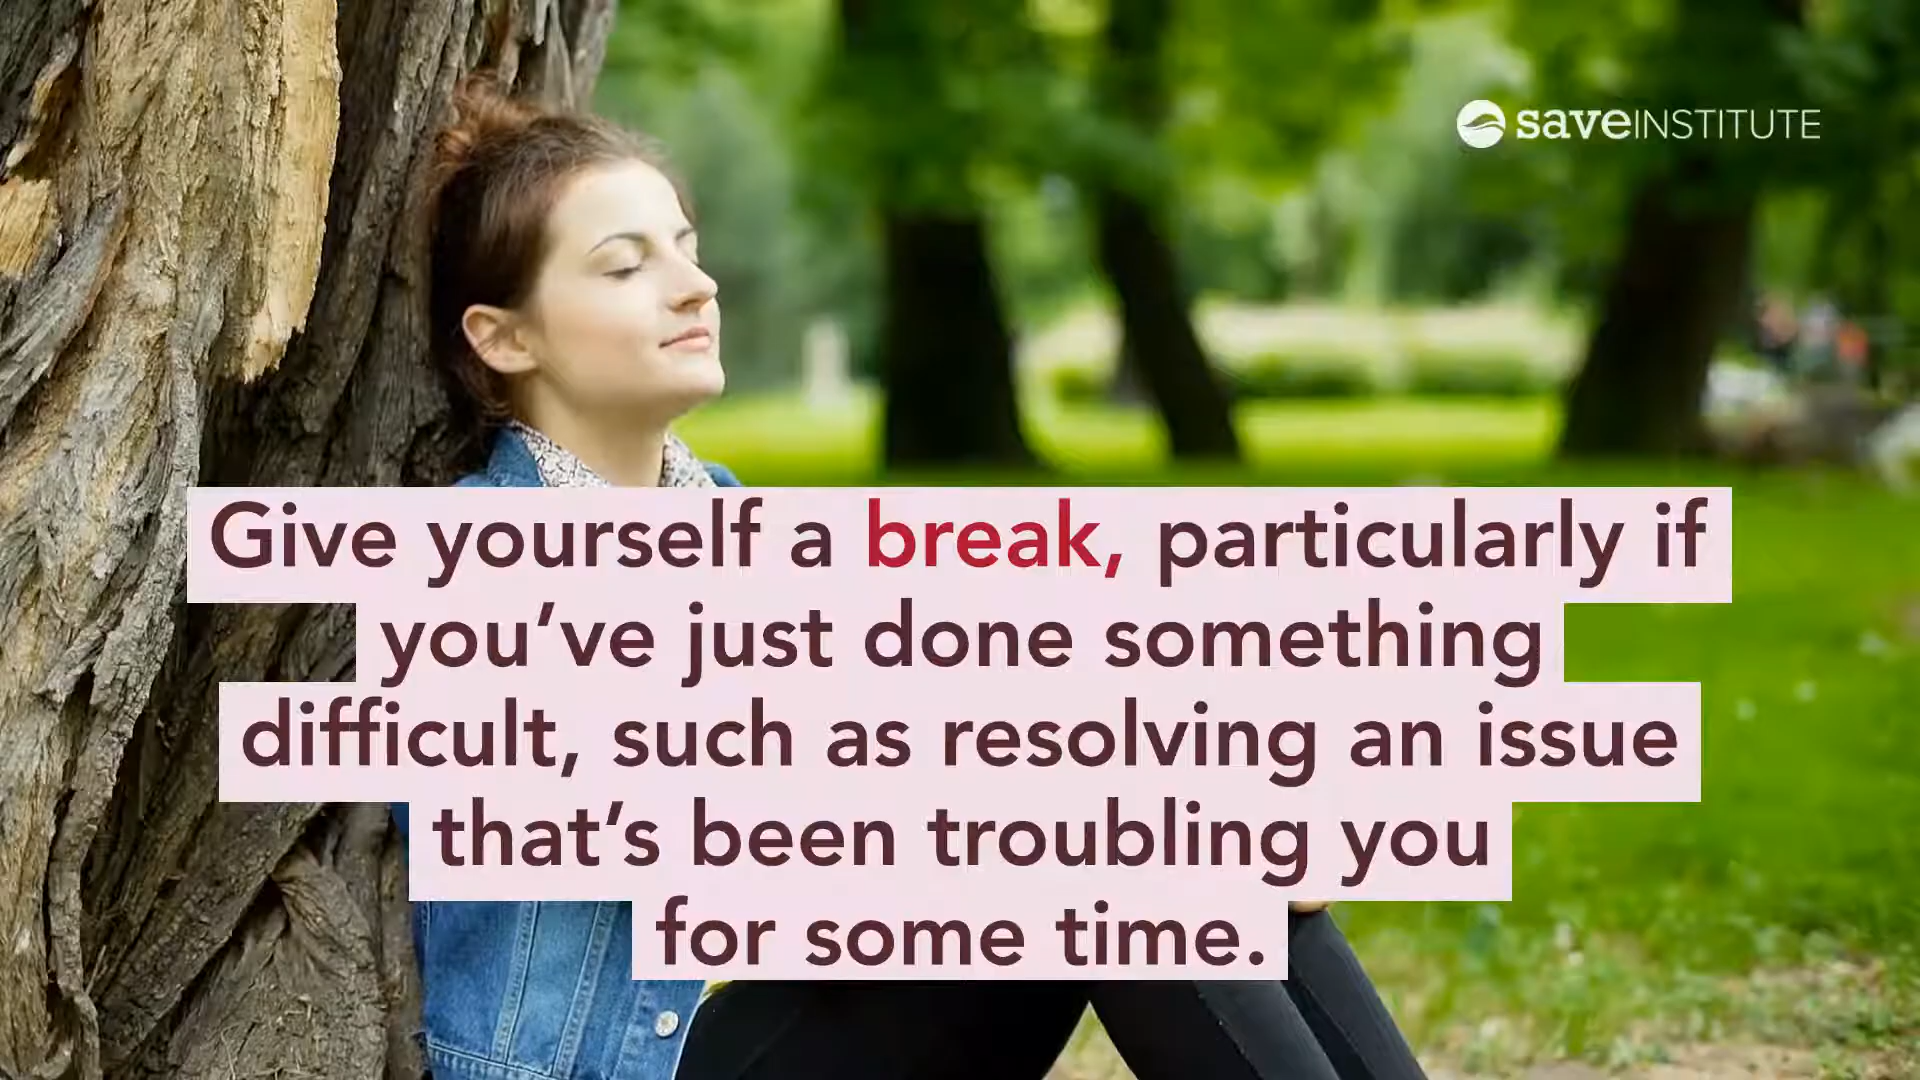 saveINSTITUTE
Give yourself a break, particularly if
you’ve just done something
difficult, such as resolving an issue
that’s been troubling you
for some time.